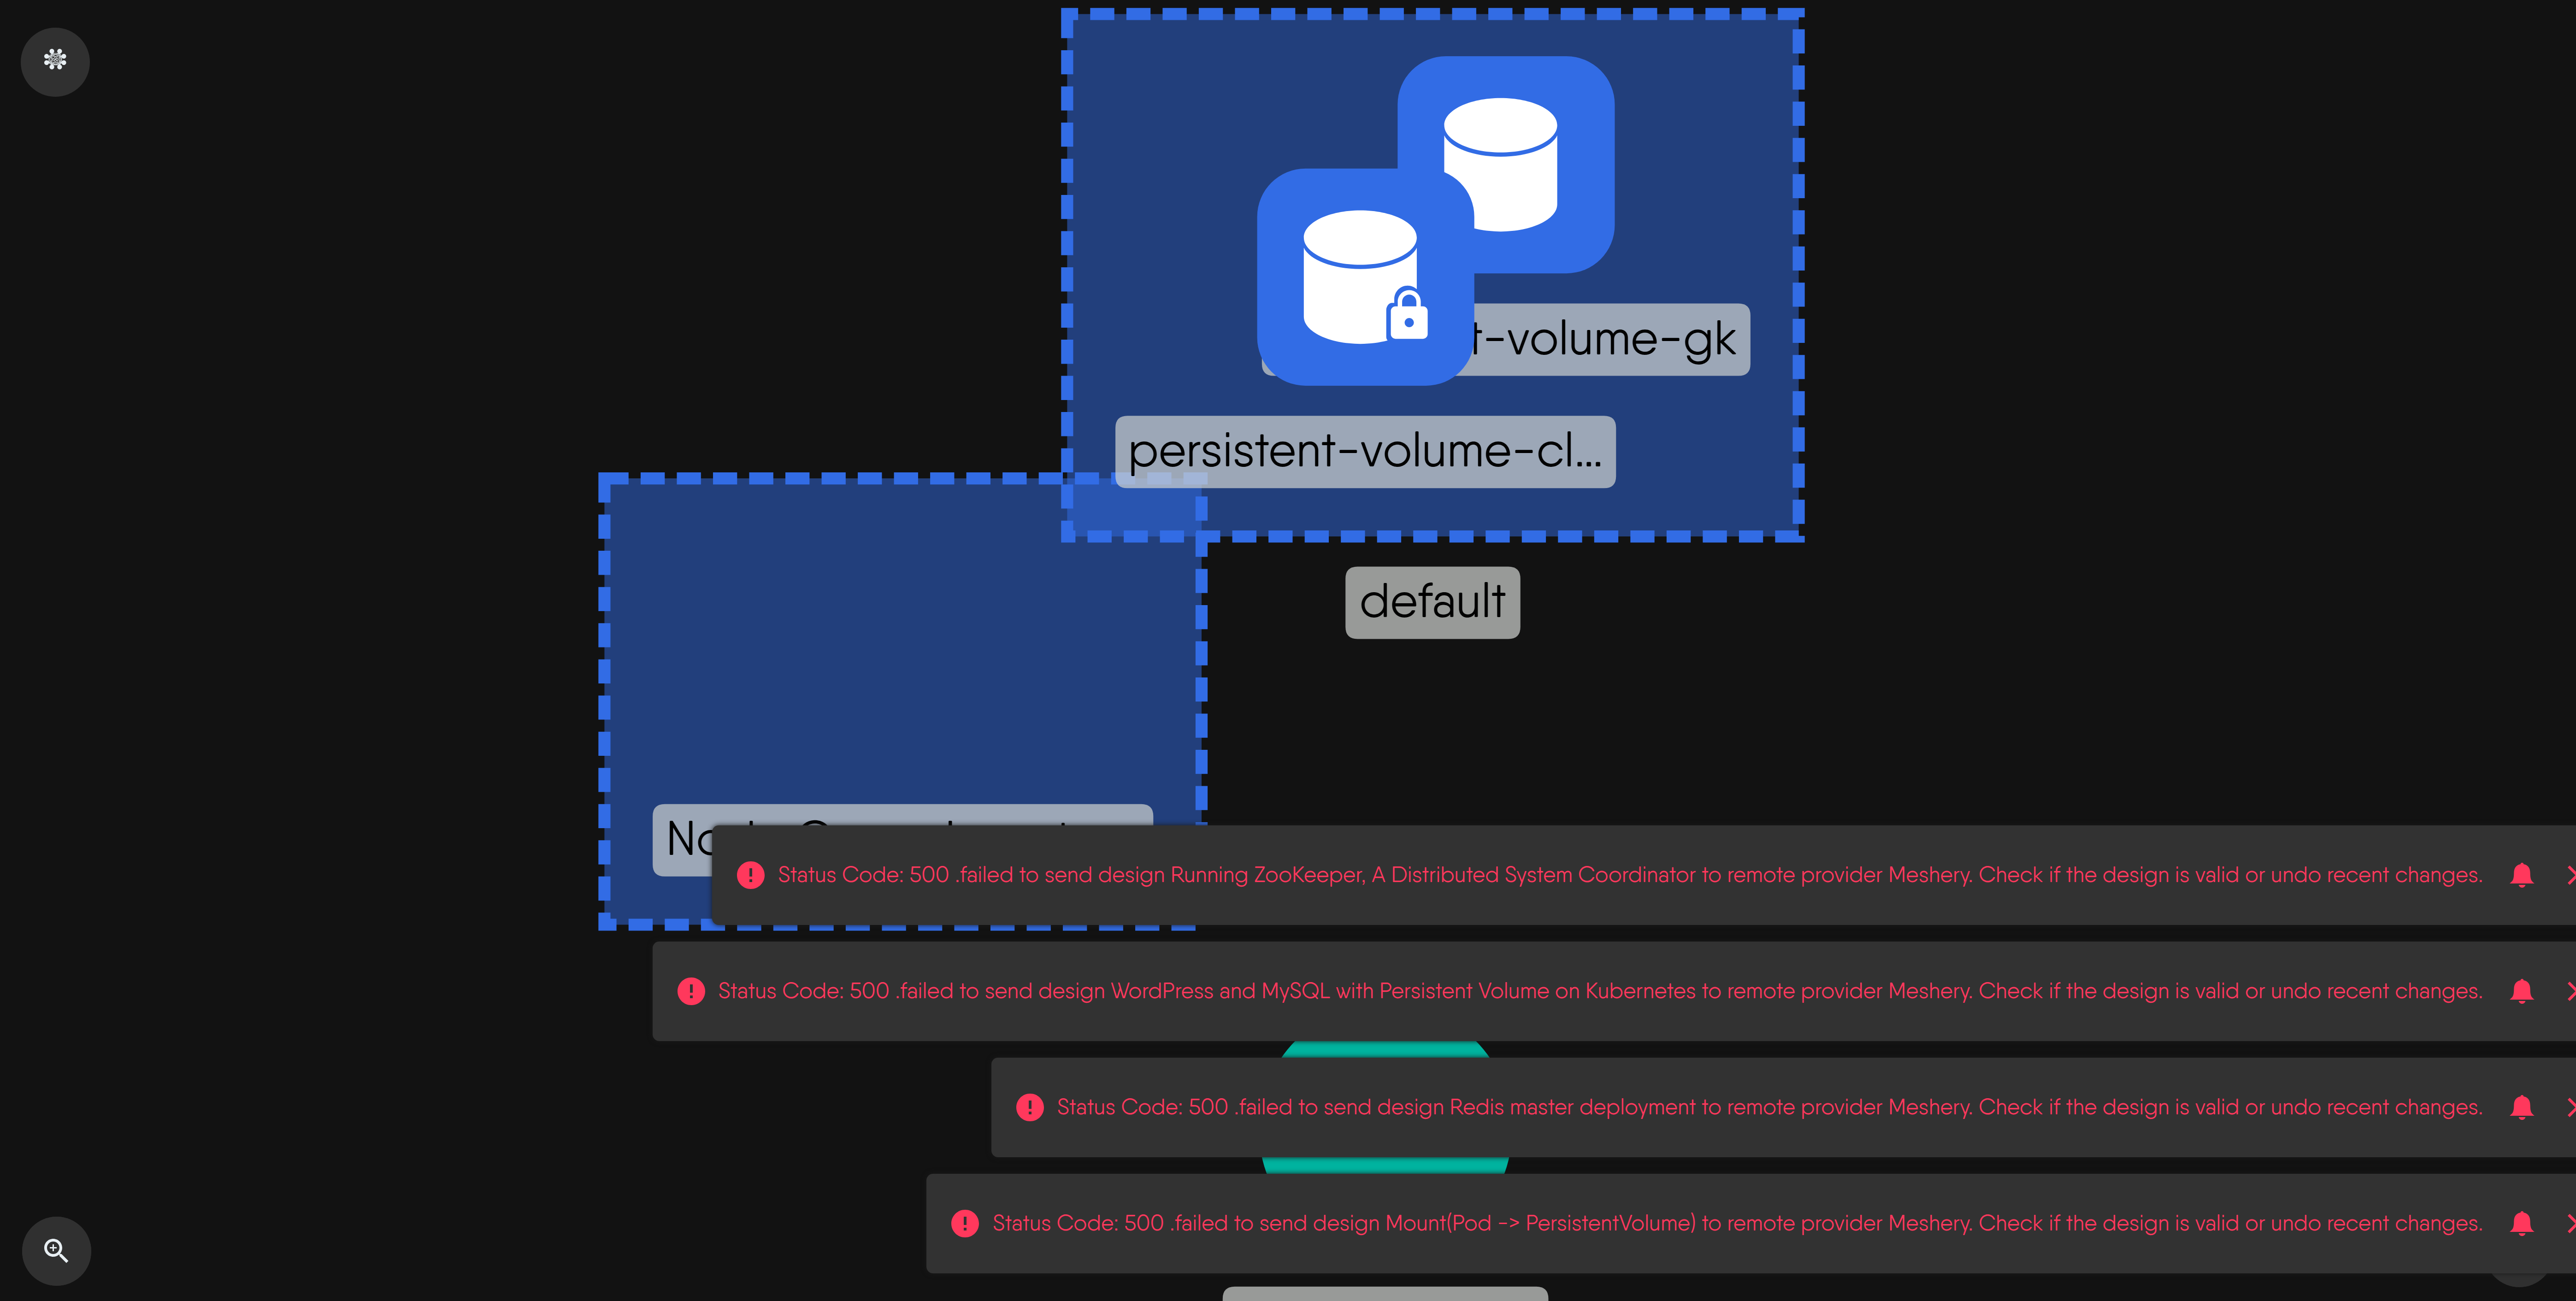 t-volume-gk
persistent-volume-cl...
default
Status Code: 500 .failed to send design Running ZooKeeper, A Distributed System Coordinator to remote provider Meshery. Check if the design is valid or undo recent changes.
Status Code: 500 .failed to send design WordPress and MySQL with Persistent Volume on Kubernetes to remote provider Meshery. Check if the design is valid or undo recent changes.
Status Code: 500 .failed to send design Redis master deployment to remote provider Meshery. Check if the design is valid or undo recent changes.
Status Code: 500 .failed to send design Mount(Pod -> PersistentVolume) to remote provider Meshery. Check if the design is valid or undo recent changes.